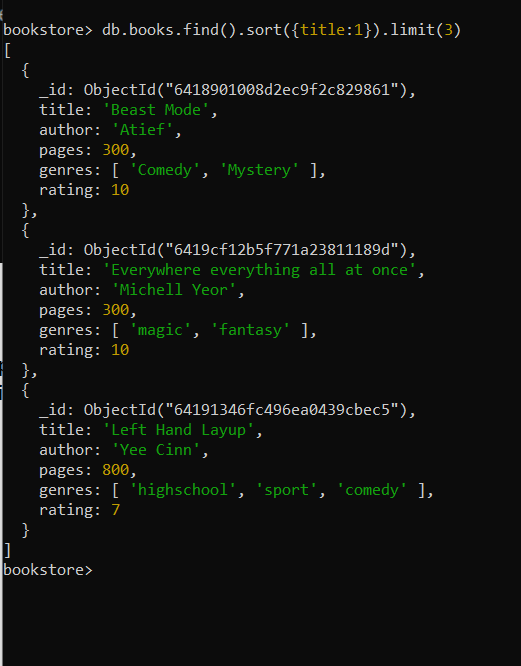 bookstore> db.books.find().sort({title:1}).limit(3)
[
  {
    _id: ObjectId("6418901008d2ec9f2c829861"),
    title: 'Beast Mode',
    author: 'Atief',
    pages: 300,
    genres: [ 'Comedy', 'Mystery' ],
    rating: 10
  },
  {
    _id: ObjectId("6419cf12b5f771a23811189d"),
    title: 'Everywhere everything all at once',
    author: 'Michell Yeor',
    pages: 300,
    genres: [ 'magic', 'fantasy' ],
    rating: 10
  },
  {
    _id: ObjectId("64191346fc496ea0439cbec5"),
    title: 'Left Hand Layup',
    author: 'Yee Cinn',
    pages: 800,
    genres: [ 'highschool', 'sport', 'comedy' ],
    rating: 7
  }
]
bookstore>